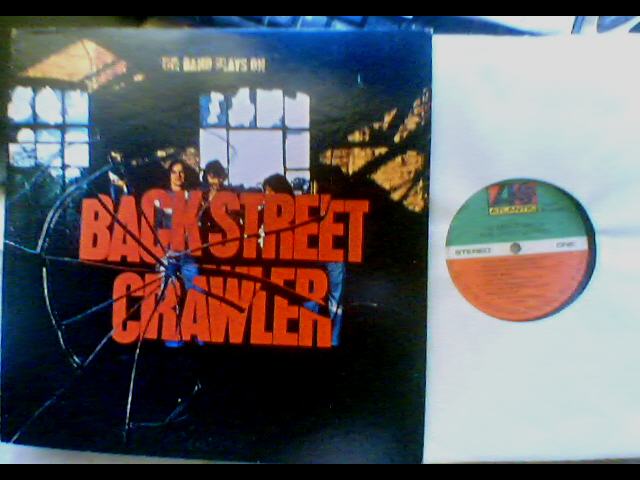 THE BAND PLAYS ON
BACK STREET
CRAWLER
ATLANTIC
STEREO
ONE